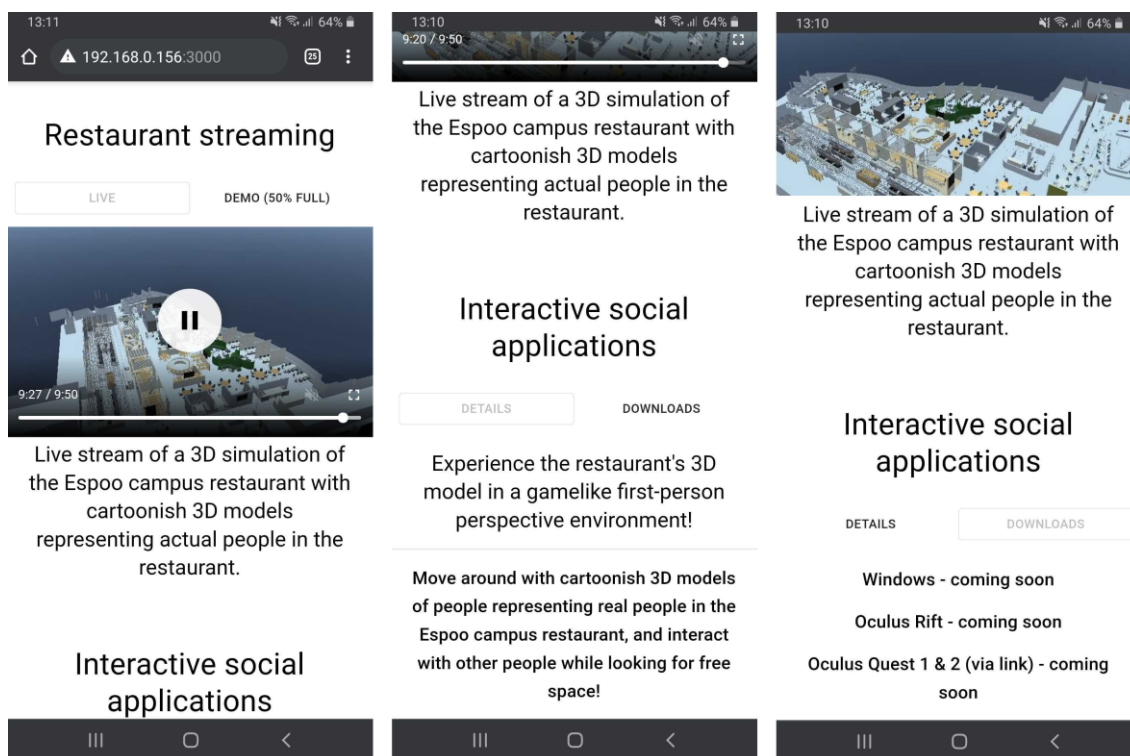 13:11
64%
192.168.0.156:3000
25
Restaurant streaming
LIVE
DEMO (50% FULL)
9:27 / 9:50
Live stream of a 3D simulation of
the Espoo campus restaurant with
cartoonish 3D models
representing actual people in the
restaurant.
Interactive social
applications
13:10
64%
9:20 / 9:50
Live stream of a 3D simulation of
the Espoo campus restaurant with
cartoonish 3D models
representing actual people in the
restaurant.
Interactive social
applications
DETAILS
DOWNLOADS
Experience the restaurant's 3D
model in a gamelike first-person
perspective environment!
Move around with cartoonish 3D models
of people representing real people in the
Espoo campus restaurant, and interact
with other people while looking for free
space!
13:10
64%
Live stream of a 3D simulation of
the Espoo campus restaurant with
cartoonish 3D models
representing actual people in the
restaurant.
Interactive social
applications
DETAILS
DOWNLOADS
Windows - coming soon
Oculus Rift - coming soon
Oculus Quest 1 & 2 (via link) - coming
soon